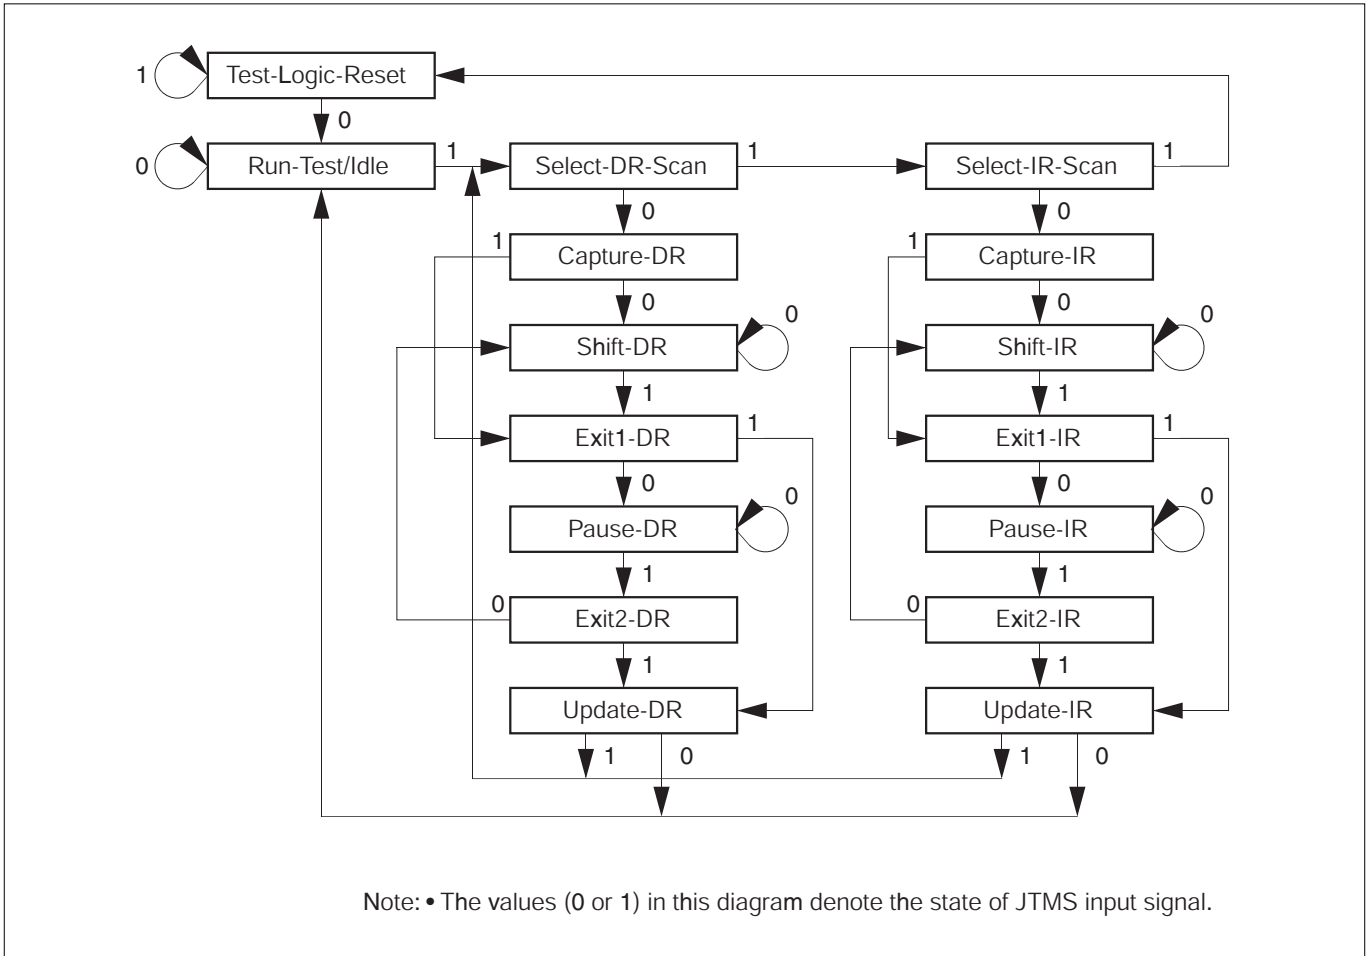 1 Test-Logic-Reset
0
0 Run-Test/Idle 1 Select-DR-Scan 1 Select-IR-Scan 1
0 0
1 Capture-DR 1 Capture-IR
0 0
0 0
Shift-DR Shift-IR
1 1
Exit1-DR 1 Exit1-IR 1
0 0
0 0
Pause-DR Pause-IR
1 1
0 Exit2-DR 0 Exit2-IR
1 1
Update-DR Update-IR
1 0 1 0
Note: • The values (0 or 1) in this diagram denote the state of JTMS input signal.